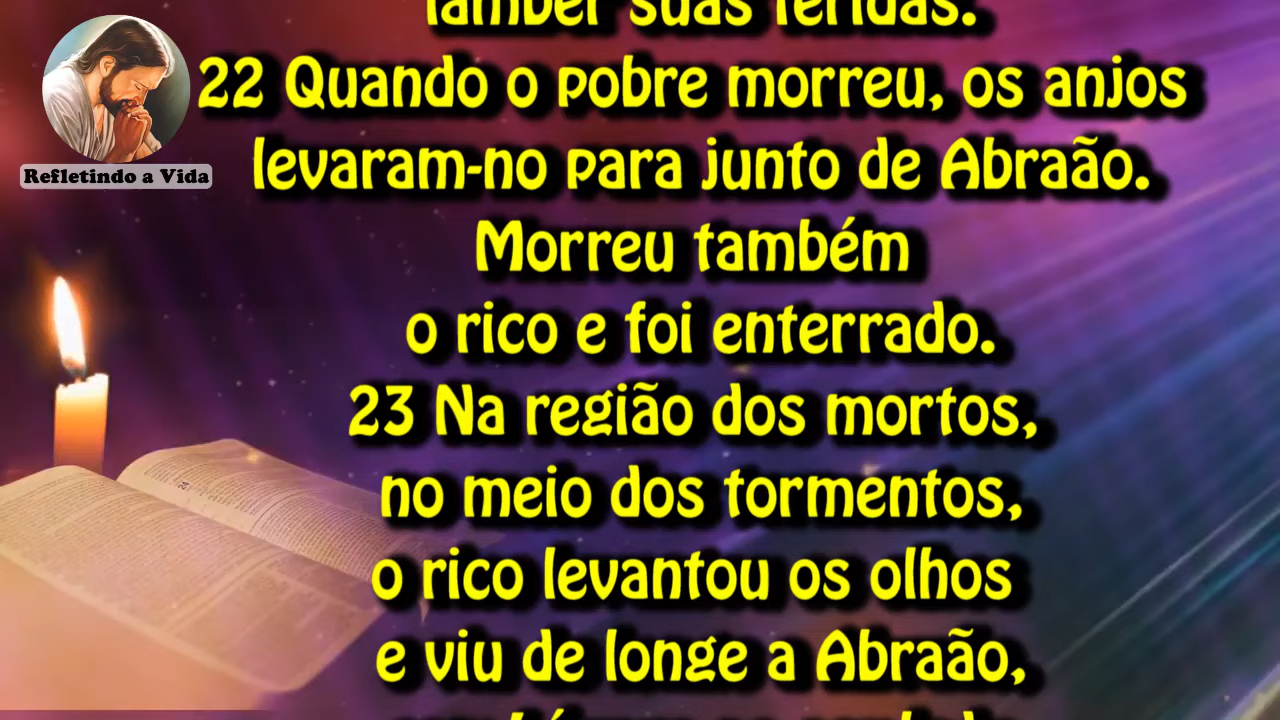 lamber suas feridas.
22 Quando o pobre morreu, os anjos
levaram-no para junto de Abraão.
Refletindo a Vida
Morreu também
o rico e foi enterrado.
23 Na região dos mortos,
no meio dos tormentos,
o rico levantou os olhos
e viu de longe a Abraão,